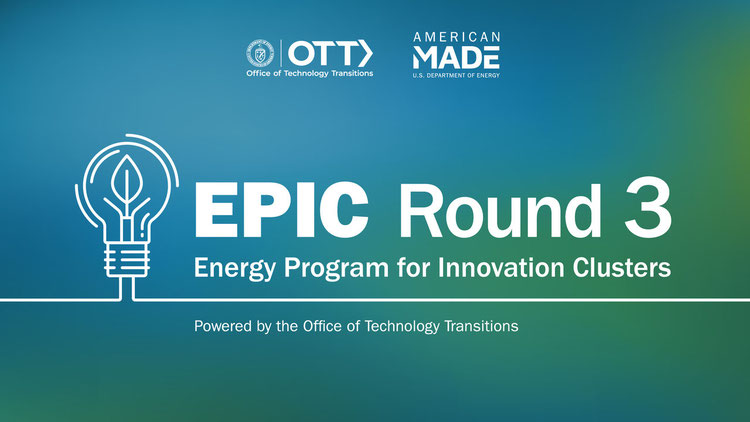 OTT
Office of Technology Transitions
AMERICAN
MADE
U.S. DEPARTMENT OF ENERGY
EPIC Round 3
Energy Program for Innovation Clusters
Powered by the Office of Technology Transitions